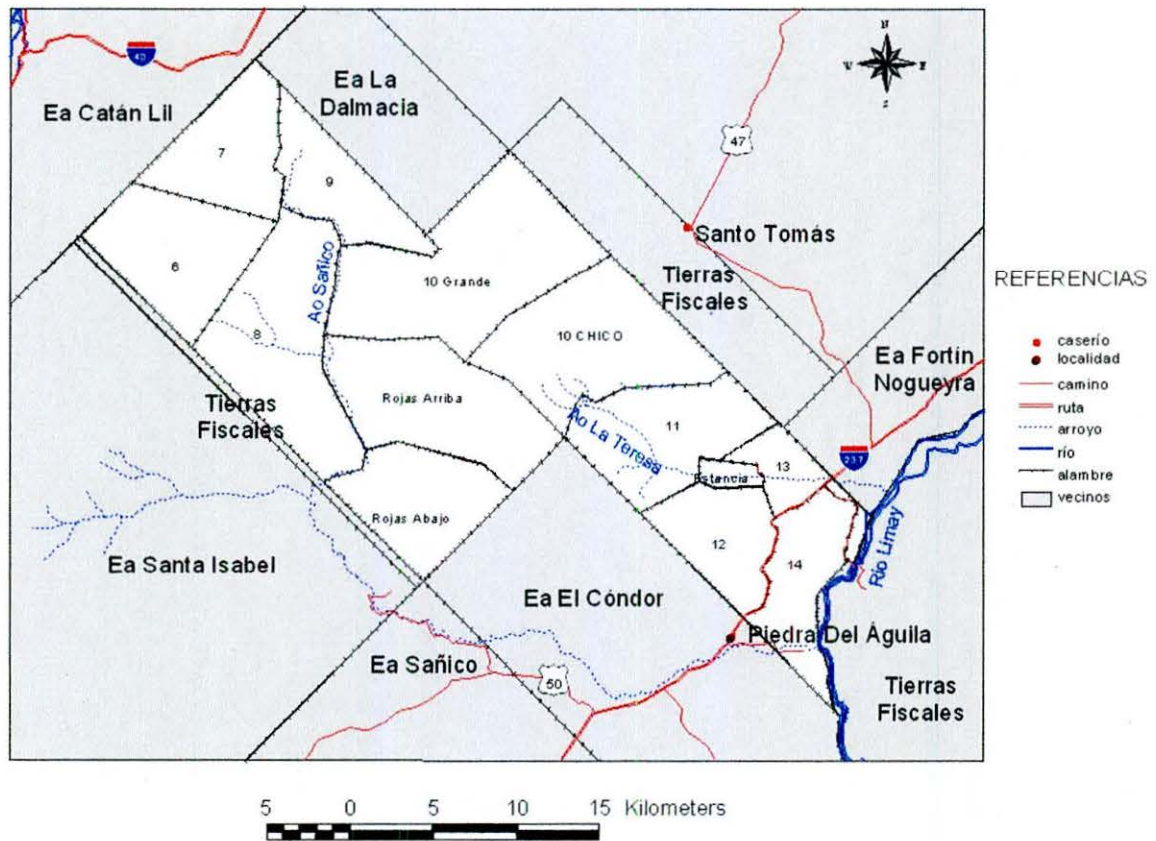 40
N
W
E
S
Ea La
Dalmacia
Ea Catán Lil
47
7
9
Santo Tomás
6
Ao Sañico
10 Grande
Tierras
Fiscales
8
10 CHICO
Ea Fortín
Nogueyra
Rojas Arriba
Tierras
Fiscales
Ao La Teresa
11
237
13
Estancia
Rojas Abajo
12
14
Río Limay
Ea Santa Isabel
Ea El Cóndor
Piedra Del Águila
Ea Sañico
50
Tierras
Fiscales
REFERENCIAS
caserío
localidad
camino
ruta
arroyo
río
alambre
vecinos
5 0 5 10 15 Kilometers